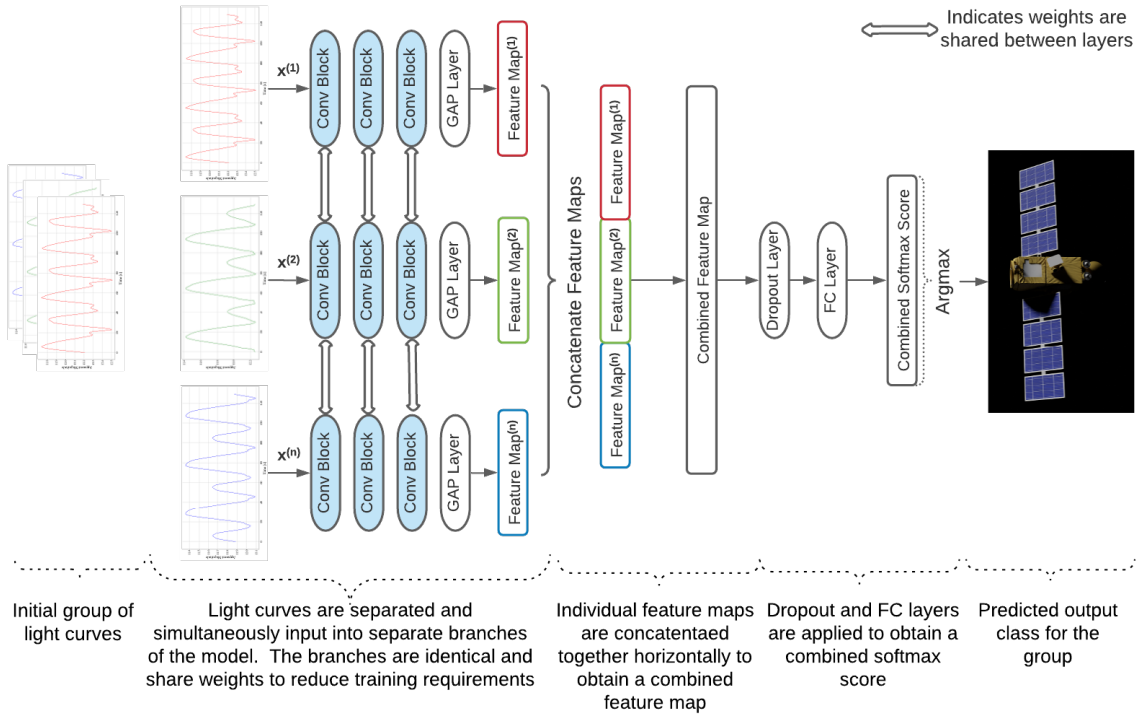 Indicates weights are
shared between layers
x(1)
Conv Block
Conv Block
Conv Block
GAP Layer
Feature Map(1)
x(2)
Conv Block
Conv Block
Conv Block
GAP Layer
Feature Map(2)
x(n)
Conv Block
Conv Block
Conv Block
GAP Layer
Feature Map(n)
Concatenate Feature Maps
Feature Map(1)
Feature Map(2)
Feature Map(n)
Combined Feature Map
Dropout Layer
FC Layer
Combined Softmax Score
Argmax
Initial group of
light curves
Light curves are separated and
simultaneously input into separate branches
of the model. The branches are identical and
share weights to reduce training requirements
Individual feature maps
are concatentaed
together horizontally to
obtain a combined
feature map
Dropout and FC layers
are applied to obtain a
combined softmax
score
Predicted output
class for the
group